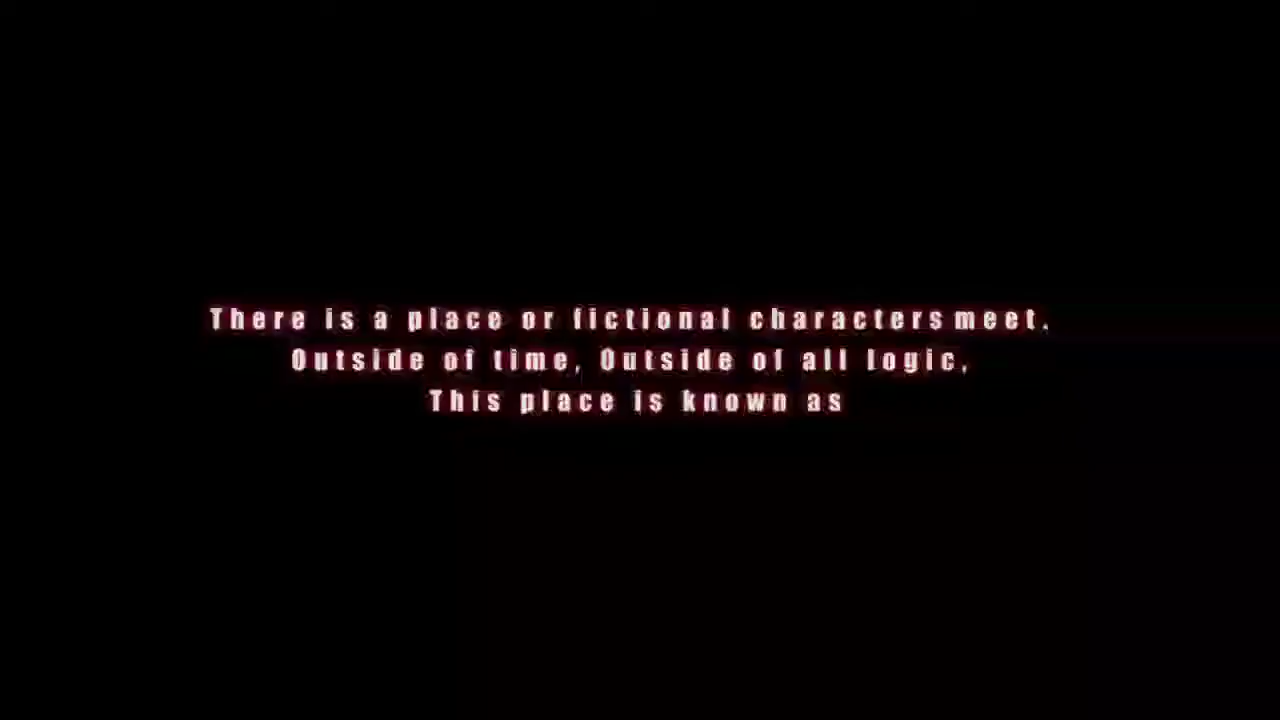 There is a place or fictional characters meet.
Outside of time, Outside of all logic,
This place is known as